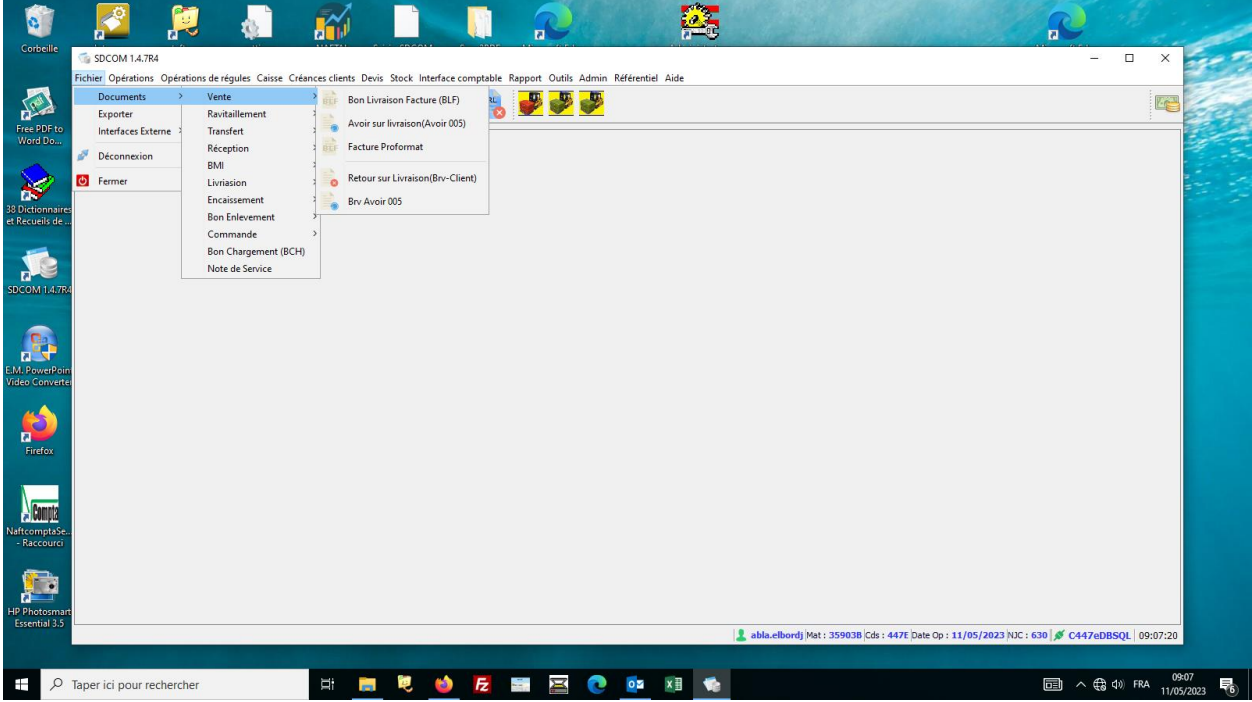 Corbeille
SDCOM 1.4.7R4
Fichier Opérations Opérations de régules Caisse Créances clients Devis Stock Interface comptable Rapport Outils Admin Référentiel Aide
Documents > Vente > BLF Bon Livraison Facture (BLF)
Exporter Ravitaillement Avoir sur livraison(Avoir 005)
Interfaces Externe > Transfert > BLF Facture Proformat
Déconnexion Réception
BMI Retour sur Livraison(Brv-Client)
Fermer Livriasion
Encaissement Brv Avoir 005
Bon Enlevement >
Commande >
Bon Chargement (BCH)
Note de Service
Free PDF to
Word Do...
38 Dictionnaires
et Recueils de ...
SDCOM 1.4.7R4
E.M. PowerPoint
Video Converter
Firefox
Compta
NaftcomptaSe...
- Raccourci
HP Photosmart
Essential 3.5
abla.elbordj Mat : 35903B Cds : 447E Date Op : 11/05/2023 NJC : 630 C447eDBSQL 09:07:20
Taper ici pour rechercher
FRA
09:07
11/05/2023
6